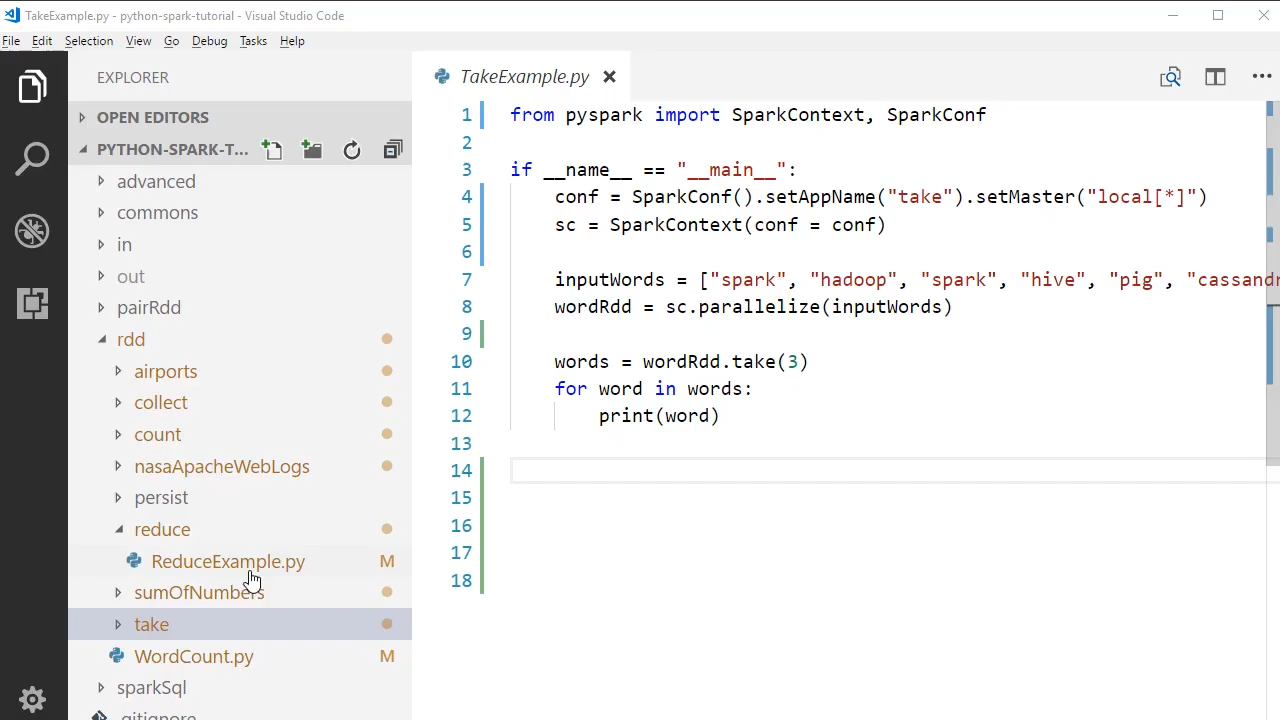 TakeExample.py - python-spark-tutorial - Visual Studio Code
File Edit Selection View Go Debug Tasks Help
EXPLORER
OPEN EDITORS
PYTHON-SPARK-T...
advanced
commons
in
out
pairRdd
rdd
airports
collect
count
nasaApacheWebLogs
persist
reduce
ReduceExample.py M
sumOfNumbers
take
WordCount.py M
sparkSql
.gitignore
TakeExample.py
1 from pyspark import SparkContext, SparkConf
2
3 if __name__ == "__main__":
4 conf = SparkConf().setAppName("take").setMaster("local[*]")
5 sc = SparkContext(conf = conf)
6
7 inputWords = ["spark", "hadoop", "spark", "hive", "pig", "cassandr
8 wordRdd = sc.parallelize(inputWords)
9
10 words = wordRdd.take(3)
11 for word in words:
12 print(word)
13
14
15
16
17
18